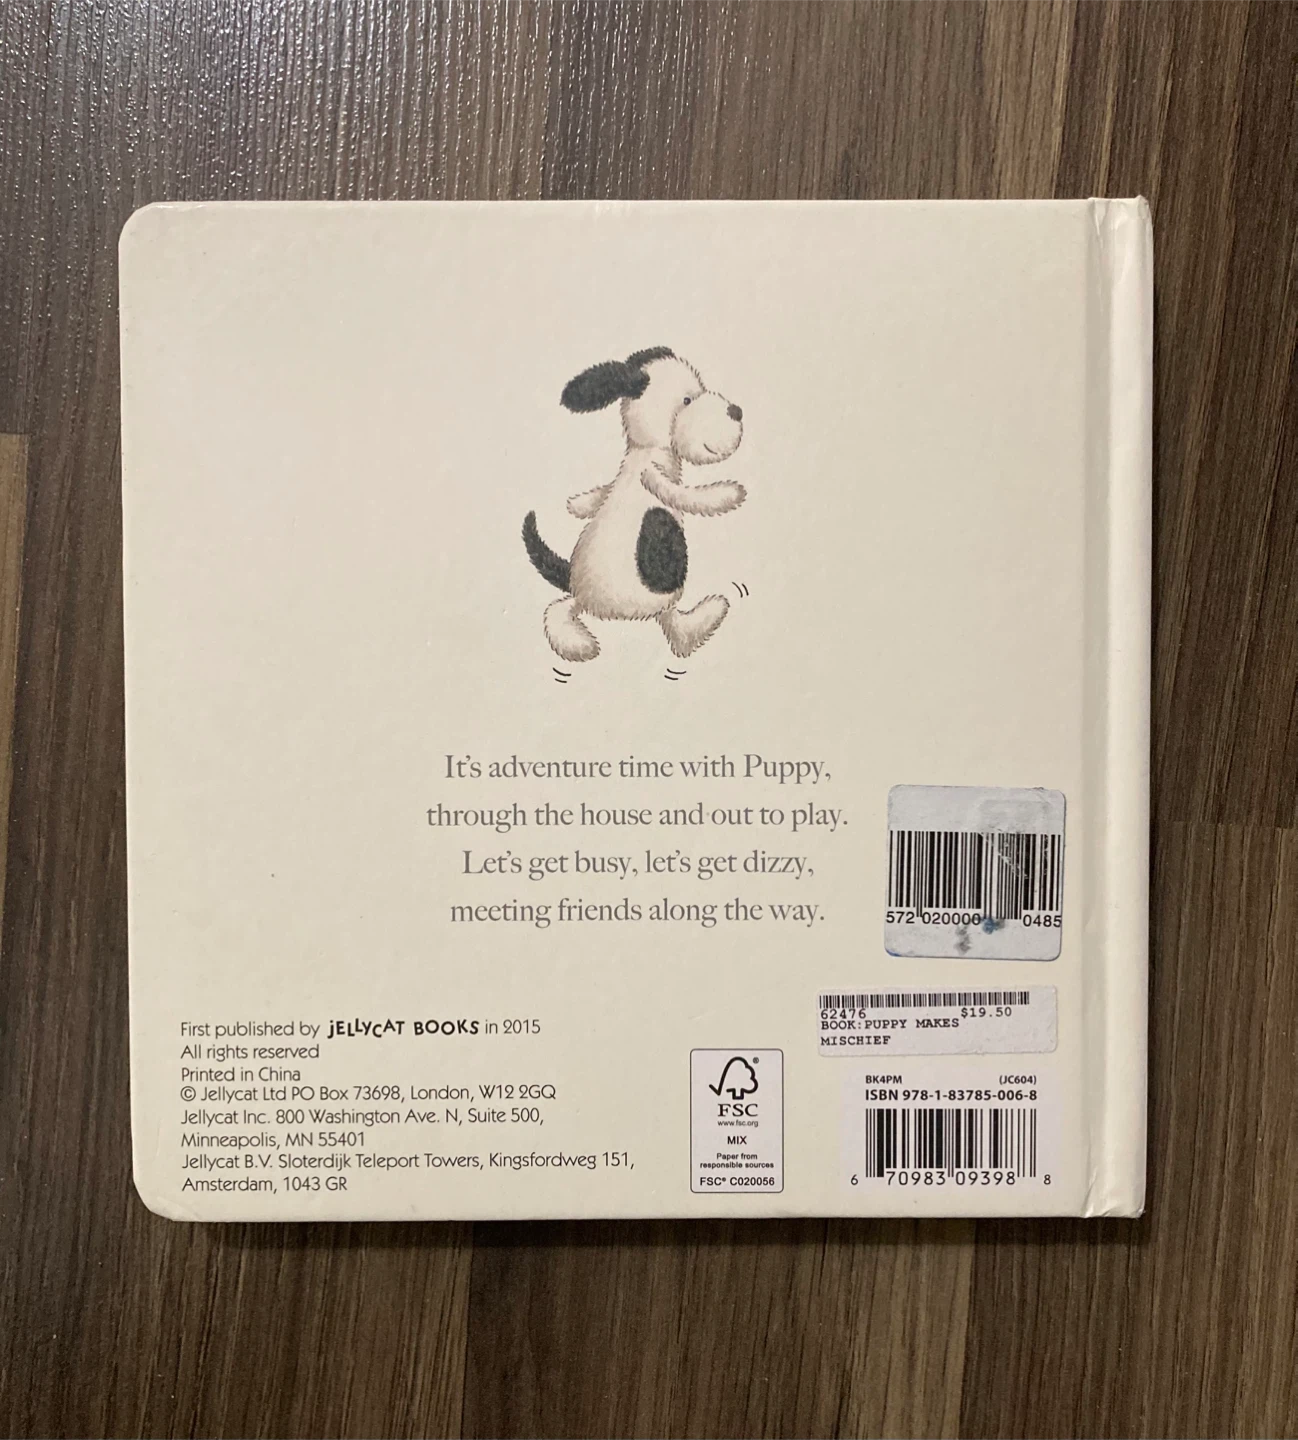 It's adventure time with Puppy,
through the house and out to play.
Let's get busy, let's get dizzy,
meeting friends along the way.
572 020000 0485
62476 $19.50
BOOK:PUPPY MAKES
MISCHIEF
First published by JELLYCAT BOOKS in 2015
All rights reserved
Printed in China
© Jellycat Ltd PO Box 73698, London, W12 2GQ
Jellycat Inc. 800 Washington Ave. N, Suite 500,
Minneapolis, MN 55401
Jellycat B.V. Sloterdijk Teleport Towers, Kingsfordweg 151,
Amsterdam, 1043 GR
®
FSC
www.fsc.org
MIX
Paper from
responsible sources
FSC® C020056
BK4PM (JC604)
ISBN 978-1-83785-006-8
6 70983 09398 8